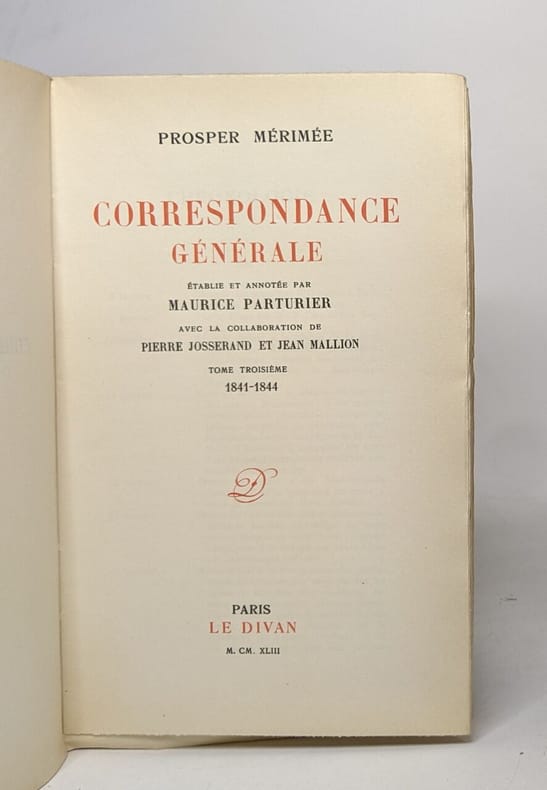 PROSPER MÉRIMÉE
CORRESPONDANCE
GÉNÉRALE
ÉTABLIE ET ANNOTÉE PAR
MAURICE PARTURIER
AVEC LA COLLABORATION DE
PIERRE JOSSERAND ET JEAN MALLION
TOME TROISIÈME
1841-1844
D
PARIS
LE DIVAN
M. CM. XLIII